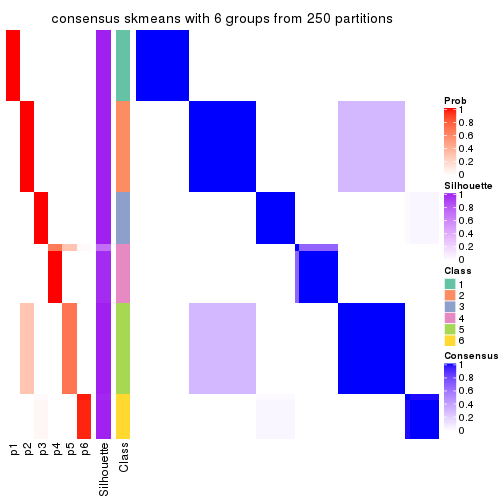 consensus skmeans with 6 groups from 250 partitions
Prob
1
0.8
0.6
0.4
0.2
0
Silhouette
1
0.8
0.6
0.4
0.2
0
Class
1
2
3
4
5
6
Consensus
1
0.8
0.6
0.4
0.2
0
p1
p2
p3
p4
p5
p6
Silhouette
Class